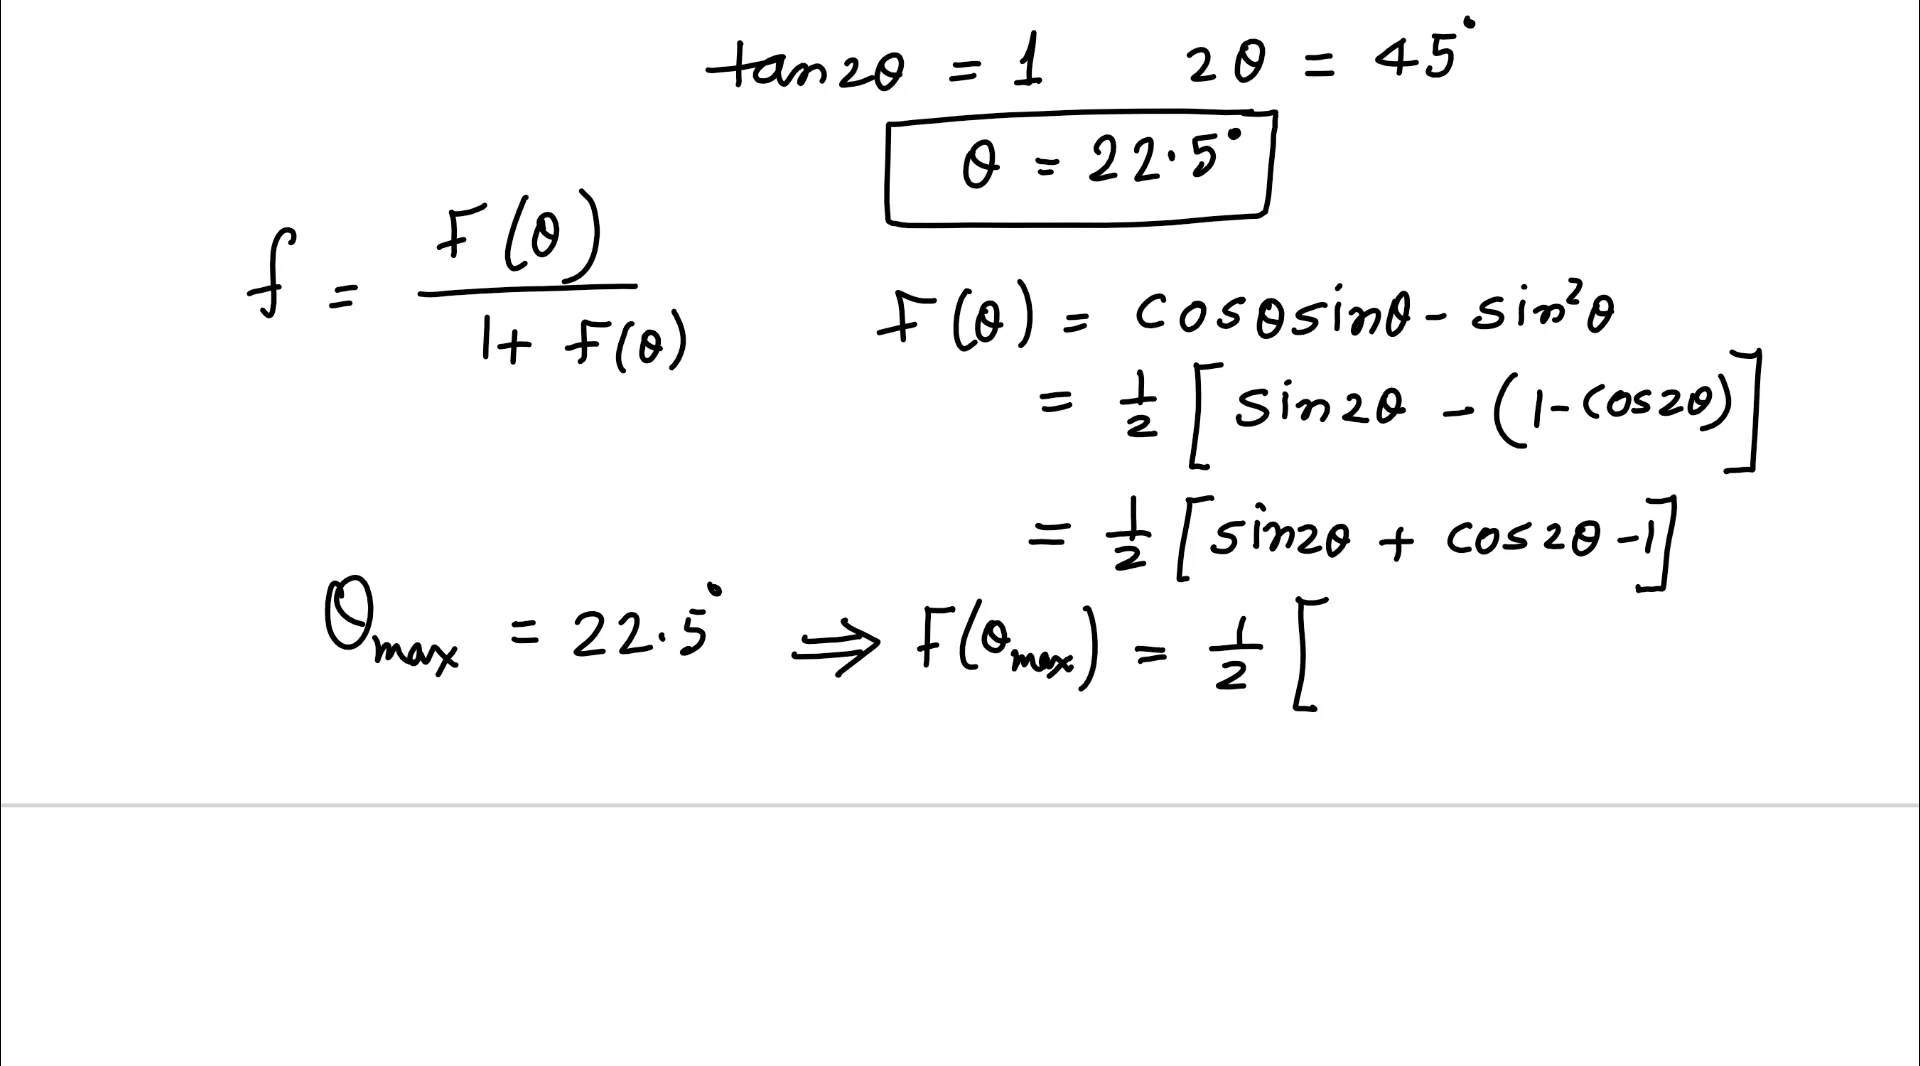 tan2θ = 1 2θ = 45°
θ = 22.5°
f = F(θ) / 1 + F(θ)
F(θ) = cosθsinθ - sin²θ
= 1/2 [sin2θ - (1 - cos2θ)]
= 1/2 [sin2θ + cos2θ - 1]
θmax = 22.5° ⇒ F(θmax) = 1/2 [